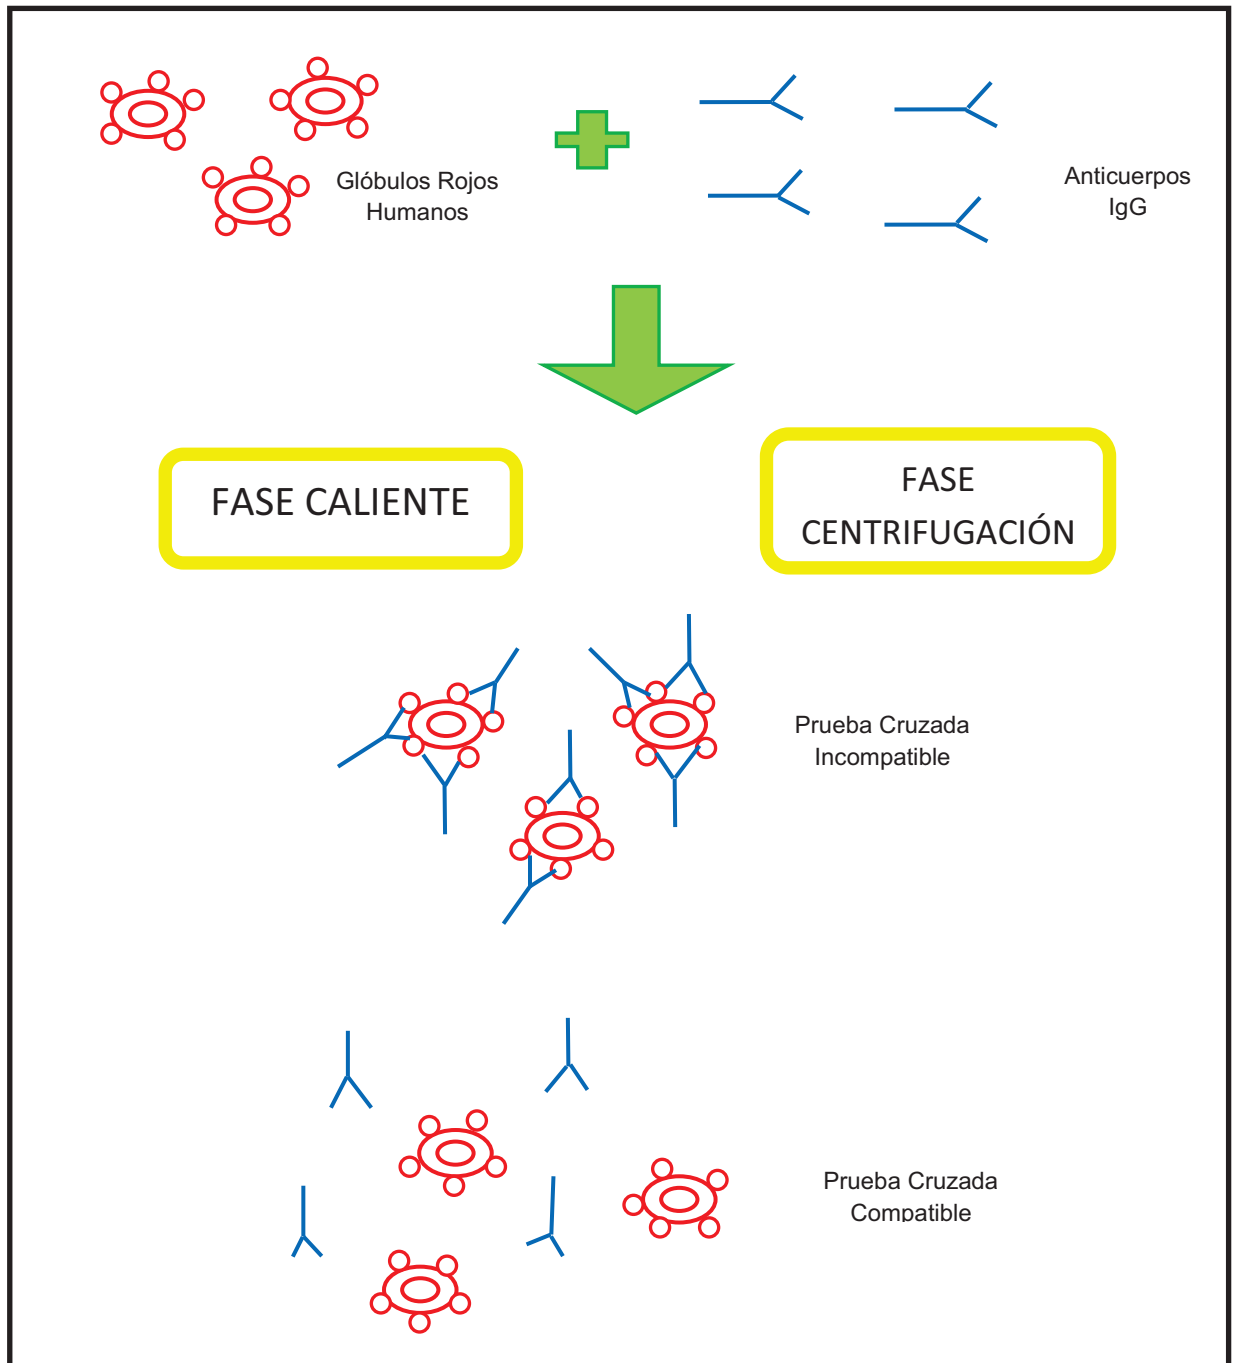 Glóbulos Rojos
Humanos
Anticuerpos
IgG
FASE CALIENTE
FASE
CENTRIFUGACIÓN
Prueba Cruzada
Incompatible
Prueba Cruzada
Compatible